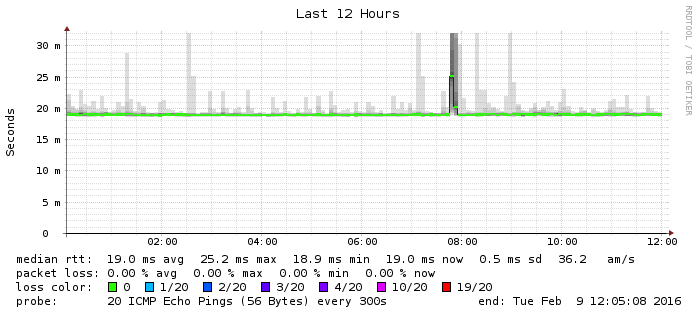 Last 12 Hours
RRDTOOL / TOBI OETIKER
Seconds
30 m
25 m
20 m
15 m
10 m
5 m
0
02:00 04:00 06:00 08:00 10:00 12:00
median rtt: 19.0 ms avg 25.2 ms max 18.9 ms min 19.0 ms now 0.5 ms sd 36.2 am/s
packet loss: 0.00 % avg 0.00 % max 0.00 % min 0.00 % now
loss color: 0 1/20 2/20 3/20 4/20 10/20 19/20
probe: 20 ICMP Echo Pings (56 Bytes) every 300s end: Tue Feb 9 12:05:08 2016